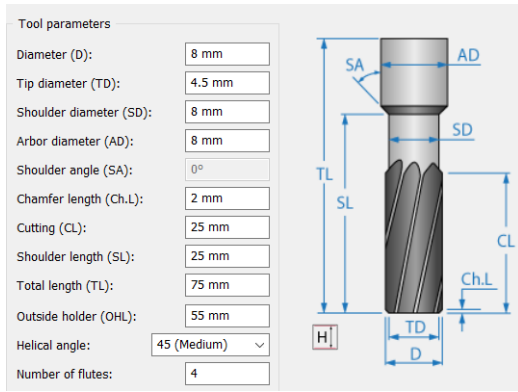 Tool parameters
Diameter (D): 8 mm
Tip diameter (TD): 4.5 mm
Shoulder diameter (SD): 8 mm
Arbor diameter (AD): 8 mm
Shoulder angle (SA): 0º
Chamfer length (Ch.L): 2 mm
Cutting (CL): 25 mm
Shoulder length (SL): 25 mm
Total length (TL): 75 mm
Outside holder (OHL): 55 mm
Helical angle: 45 (Medium)
Number of flutes: 4
SA
AD
SD
TL
SL
CL
Ch.L
H
TD
D